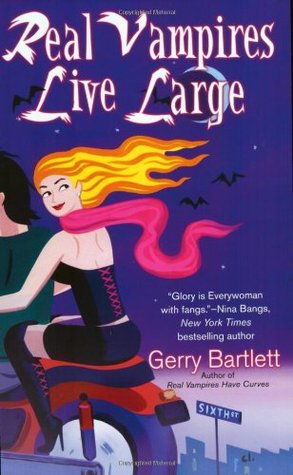 Real Vampires
Live Large
"Glory is Everywoman
with fangs."—Nina Bangs,
New York Times
bestselling author
Gerry Bartlett
Author of
Real Vampires Have Curves
SIXTH ST
cli.